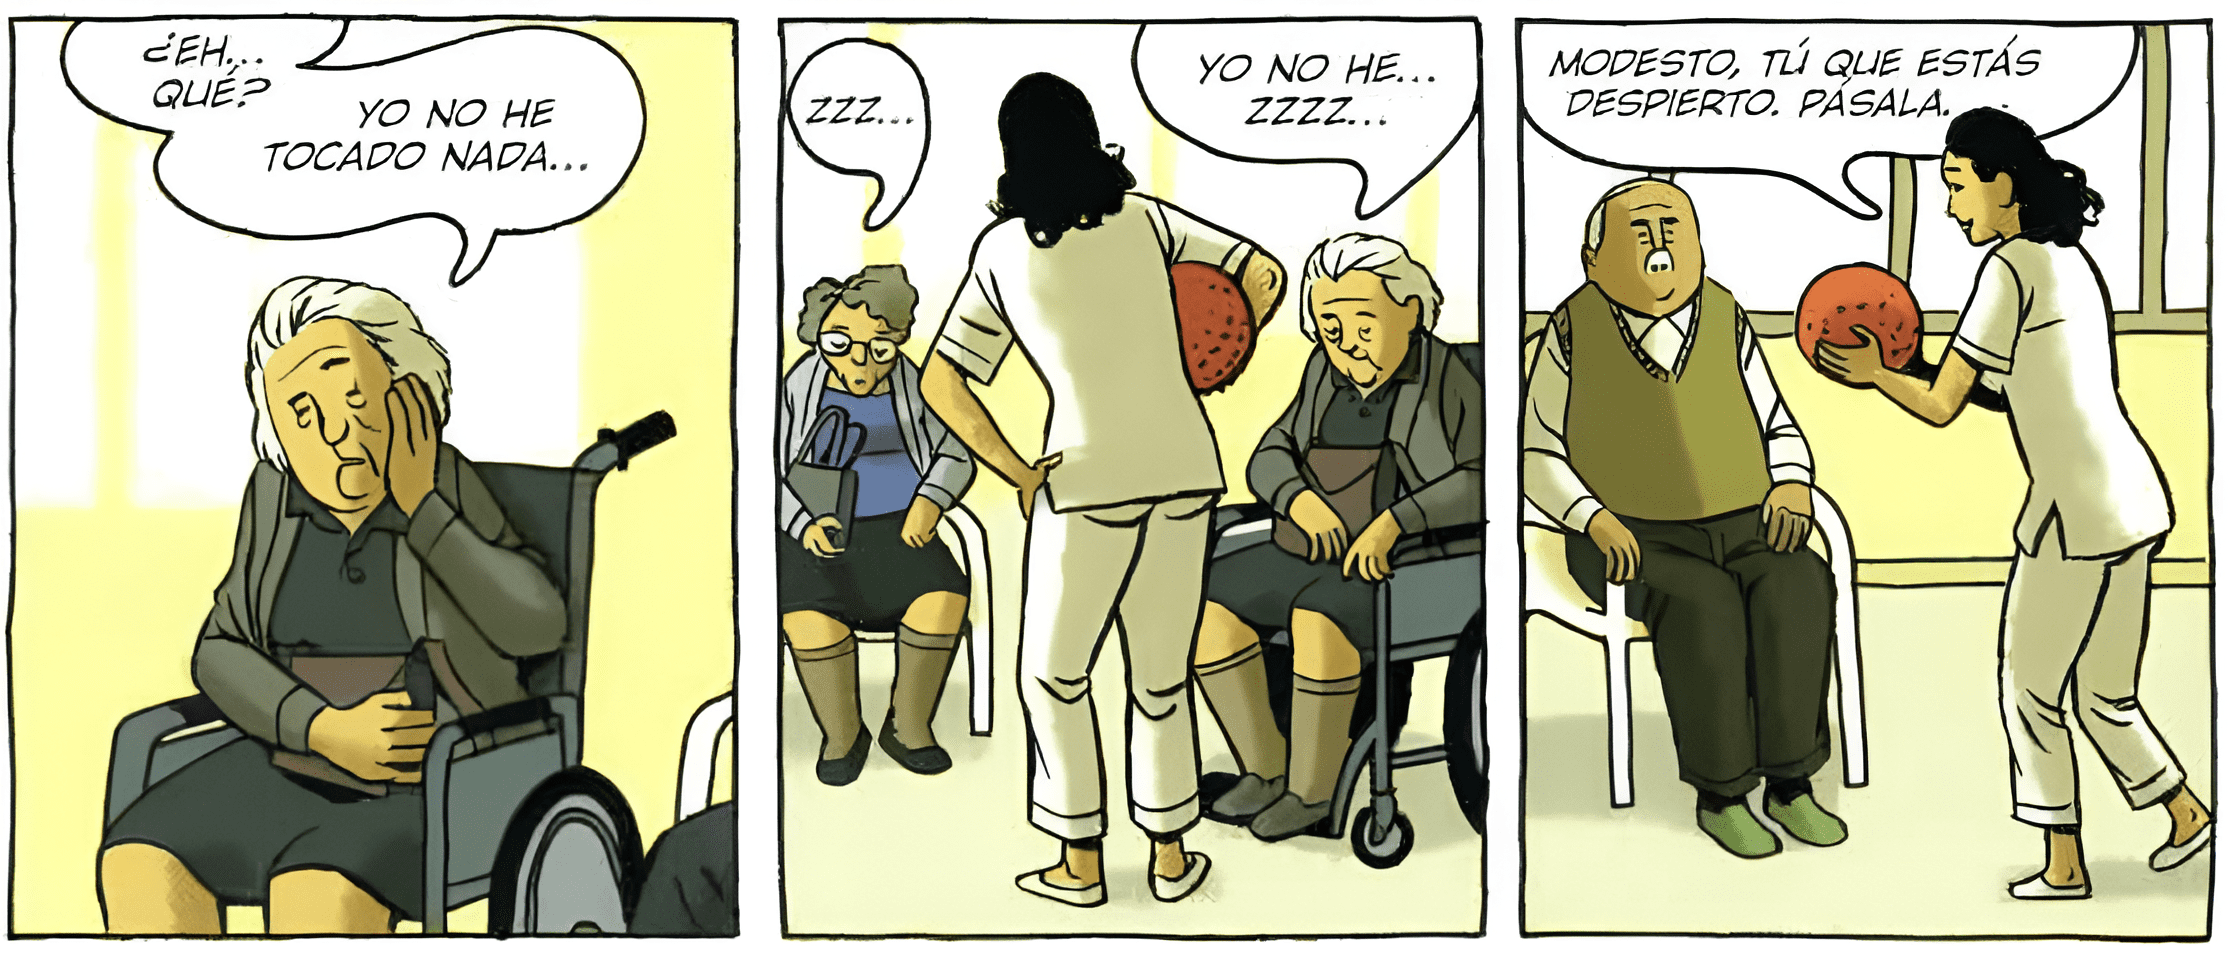 ¿EH...
QUÉ?
YO NO HE
TOCADO NADA...
ZZZ...
YO NO HE...
ZZZZ...
MODESTO, TÚ QUE ESTÁS
DESPIERTO. PÁSALA.